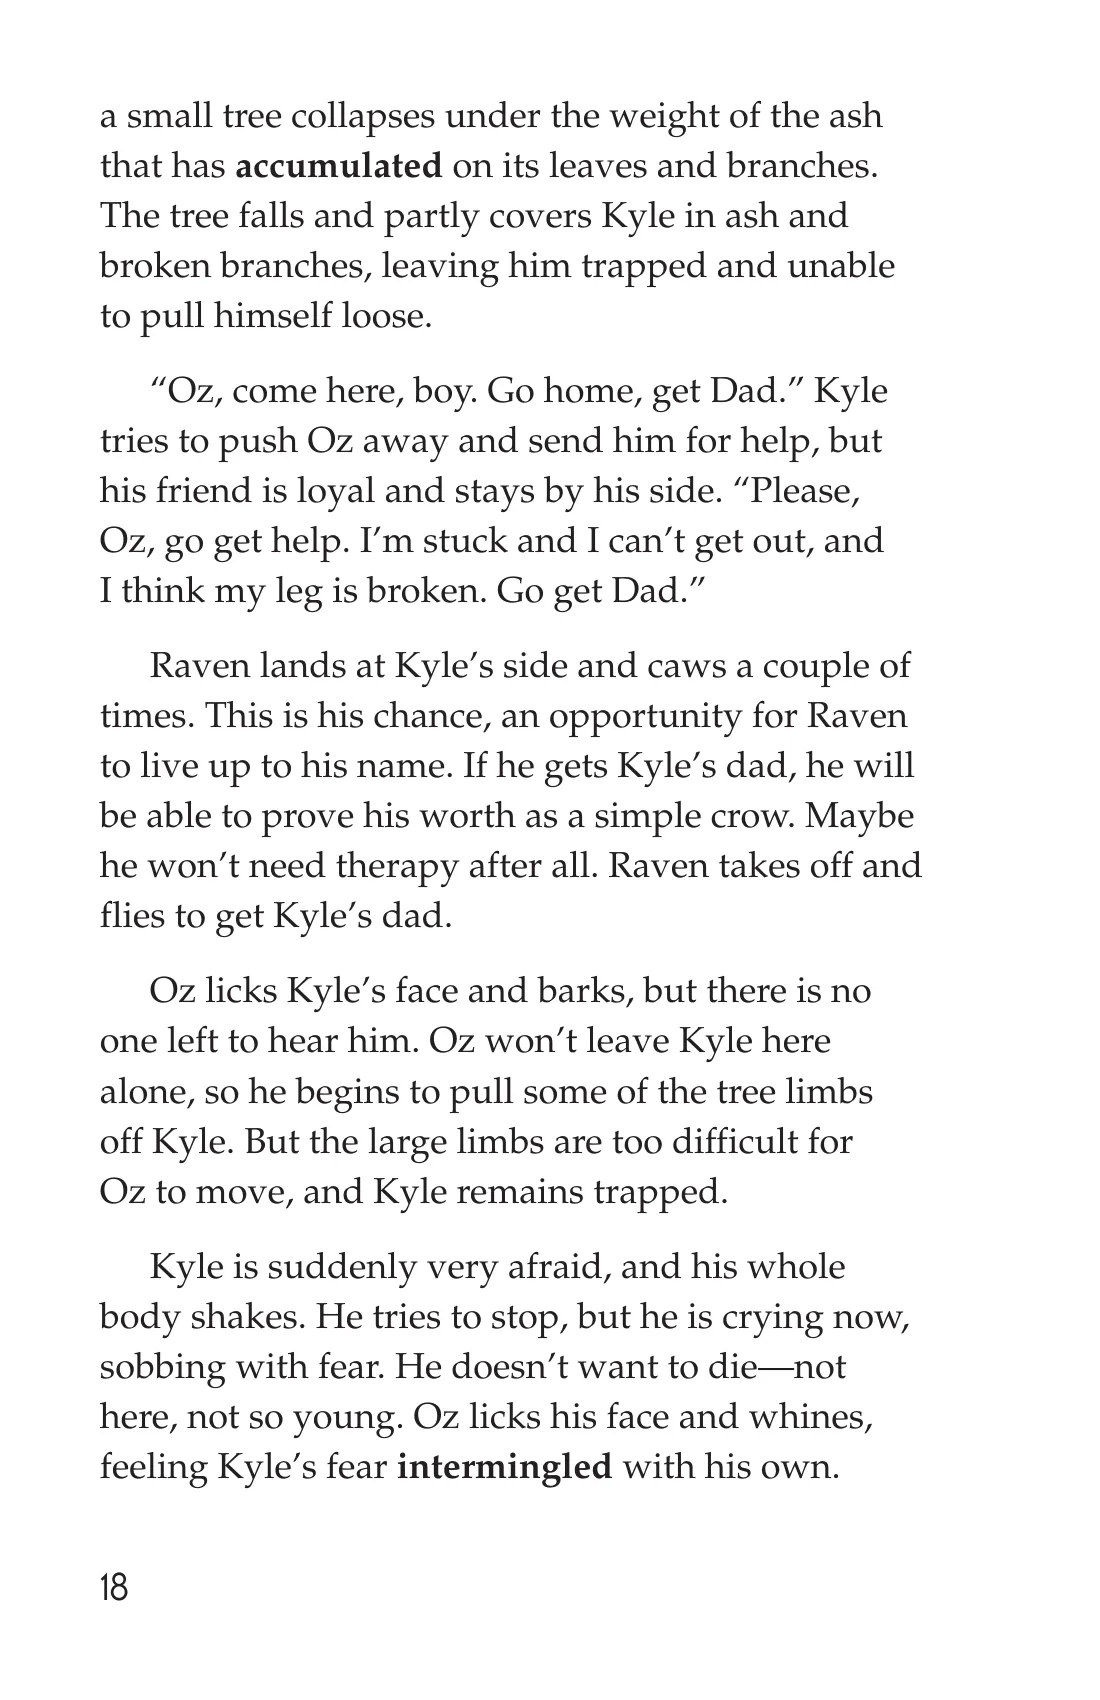 a small tree collapses under the weight of the ash
that has accumulated on its leaves and branches.
The tree falls and partly covers Kyle in ash and
broken branches, leaving him trapped and unable
to pull himself loose.
“Oz, come here, boy. Go home, get Dad.” Kyle
tries to push Oz away and send him for help, but
his friend is loyal and stays by his side. “Please,
Oz, go get help. I’m stuck and I can’t get out, and
I think my leg is broken. Go get Dad.”
Raven lands at Kyle’s side and caws a couple of
times. This is his chance, an opportunity for Raven
to live up to his name. If he gets Kyle’s dad, he will
be able to prove his worth as a simple crow. Maybe
he won’t need therapy after all. Raven takes off and
flies to get Kyle’s dad.
Oz licks Kyle’s face and barks, but there is no
one left to hear him. Oz won’t leave Kyle here
alone, so he begins to pull some of the tree limbs
off Kyle. But the large limbs are too difficult for
Oz to move, and Kyle remains trapped.
Kyle is suddenly very afraid, and his whole
body shakes. He tries to stop, but he is crying now,
sobbing with fear. He doesn’t want to die—not
here, not so young. Oz licks his face and whines,
feeling Kyle’s fear intermingled with his own.
18